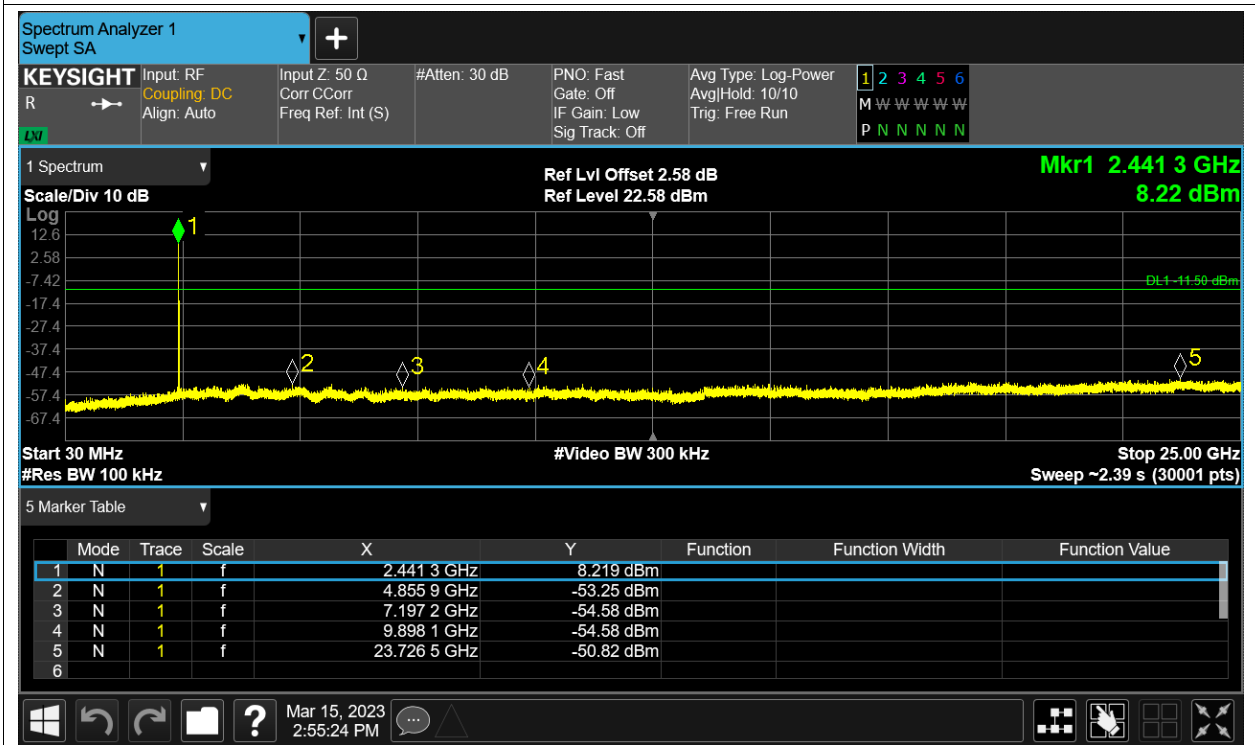 Spectrum Analyzer 1
Swept SA
KEYSIGHT
R
LXI
Input: RF
Coupling: DC
Align: Auto
Input Z: 50 Ω
Corr CCorr
Freq Ref: Int (S)
#Atten: 30 dB
PNO: Fast
Gate: Off
IF Gain: Low
Sig Track: Off
Avg Type: Log-Power
Avg|Hold: 10/10
Trig: Free Run
1 2 3 4 5 6
M W W W W W
P N N N N N
1 Spectrum
Scale/Div 10 dB
Ref Lvl Offset 2.58 dB
Ref Level 22.58 dBm
Mkr1 2.441 3 GHz
8.22 dBm
Log
12.6
2.58
-7.42
-17.4
-27.4
-37.4
-47.4
-57.4
-67.4
1
2
3
4
5
DL1 -11.50 dBm
Start 30 MHz
#Video BW 300 kHz
Stop 25.00 GHz
#Res BW 100 kHz
Sweep ~2.39 s (30001 pts)
5 Marker Table
Mode Trace Scale X Y Function Function Width Function Value
1 N 1 f 2.441 3 GHz 8.219 dBm
2 N 1 f 4.855 9 GHz -53.25 dBm
3 N 1 f 7.197 2 GHz -54.58 dBm
4 N 1 f 9.898 1 GHz -54.58 dBm
5 N 1 f 23.726 5 GHz -50.82 dBm
6
?
Mar 15, 2023
2:55:24 PM